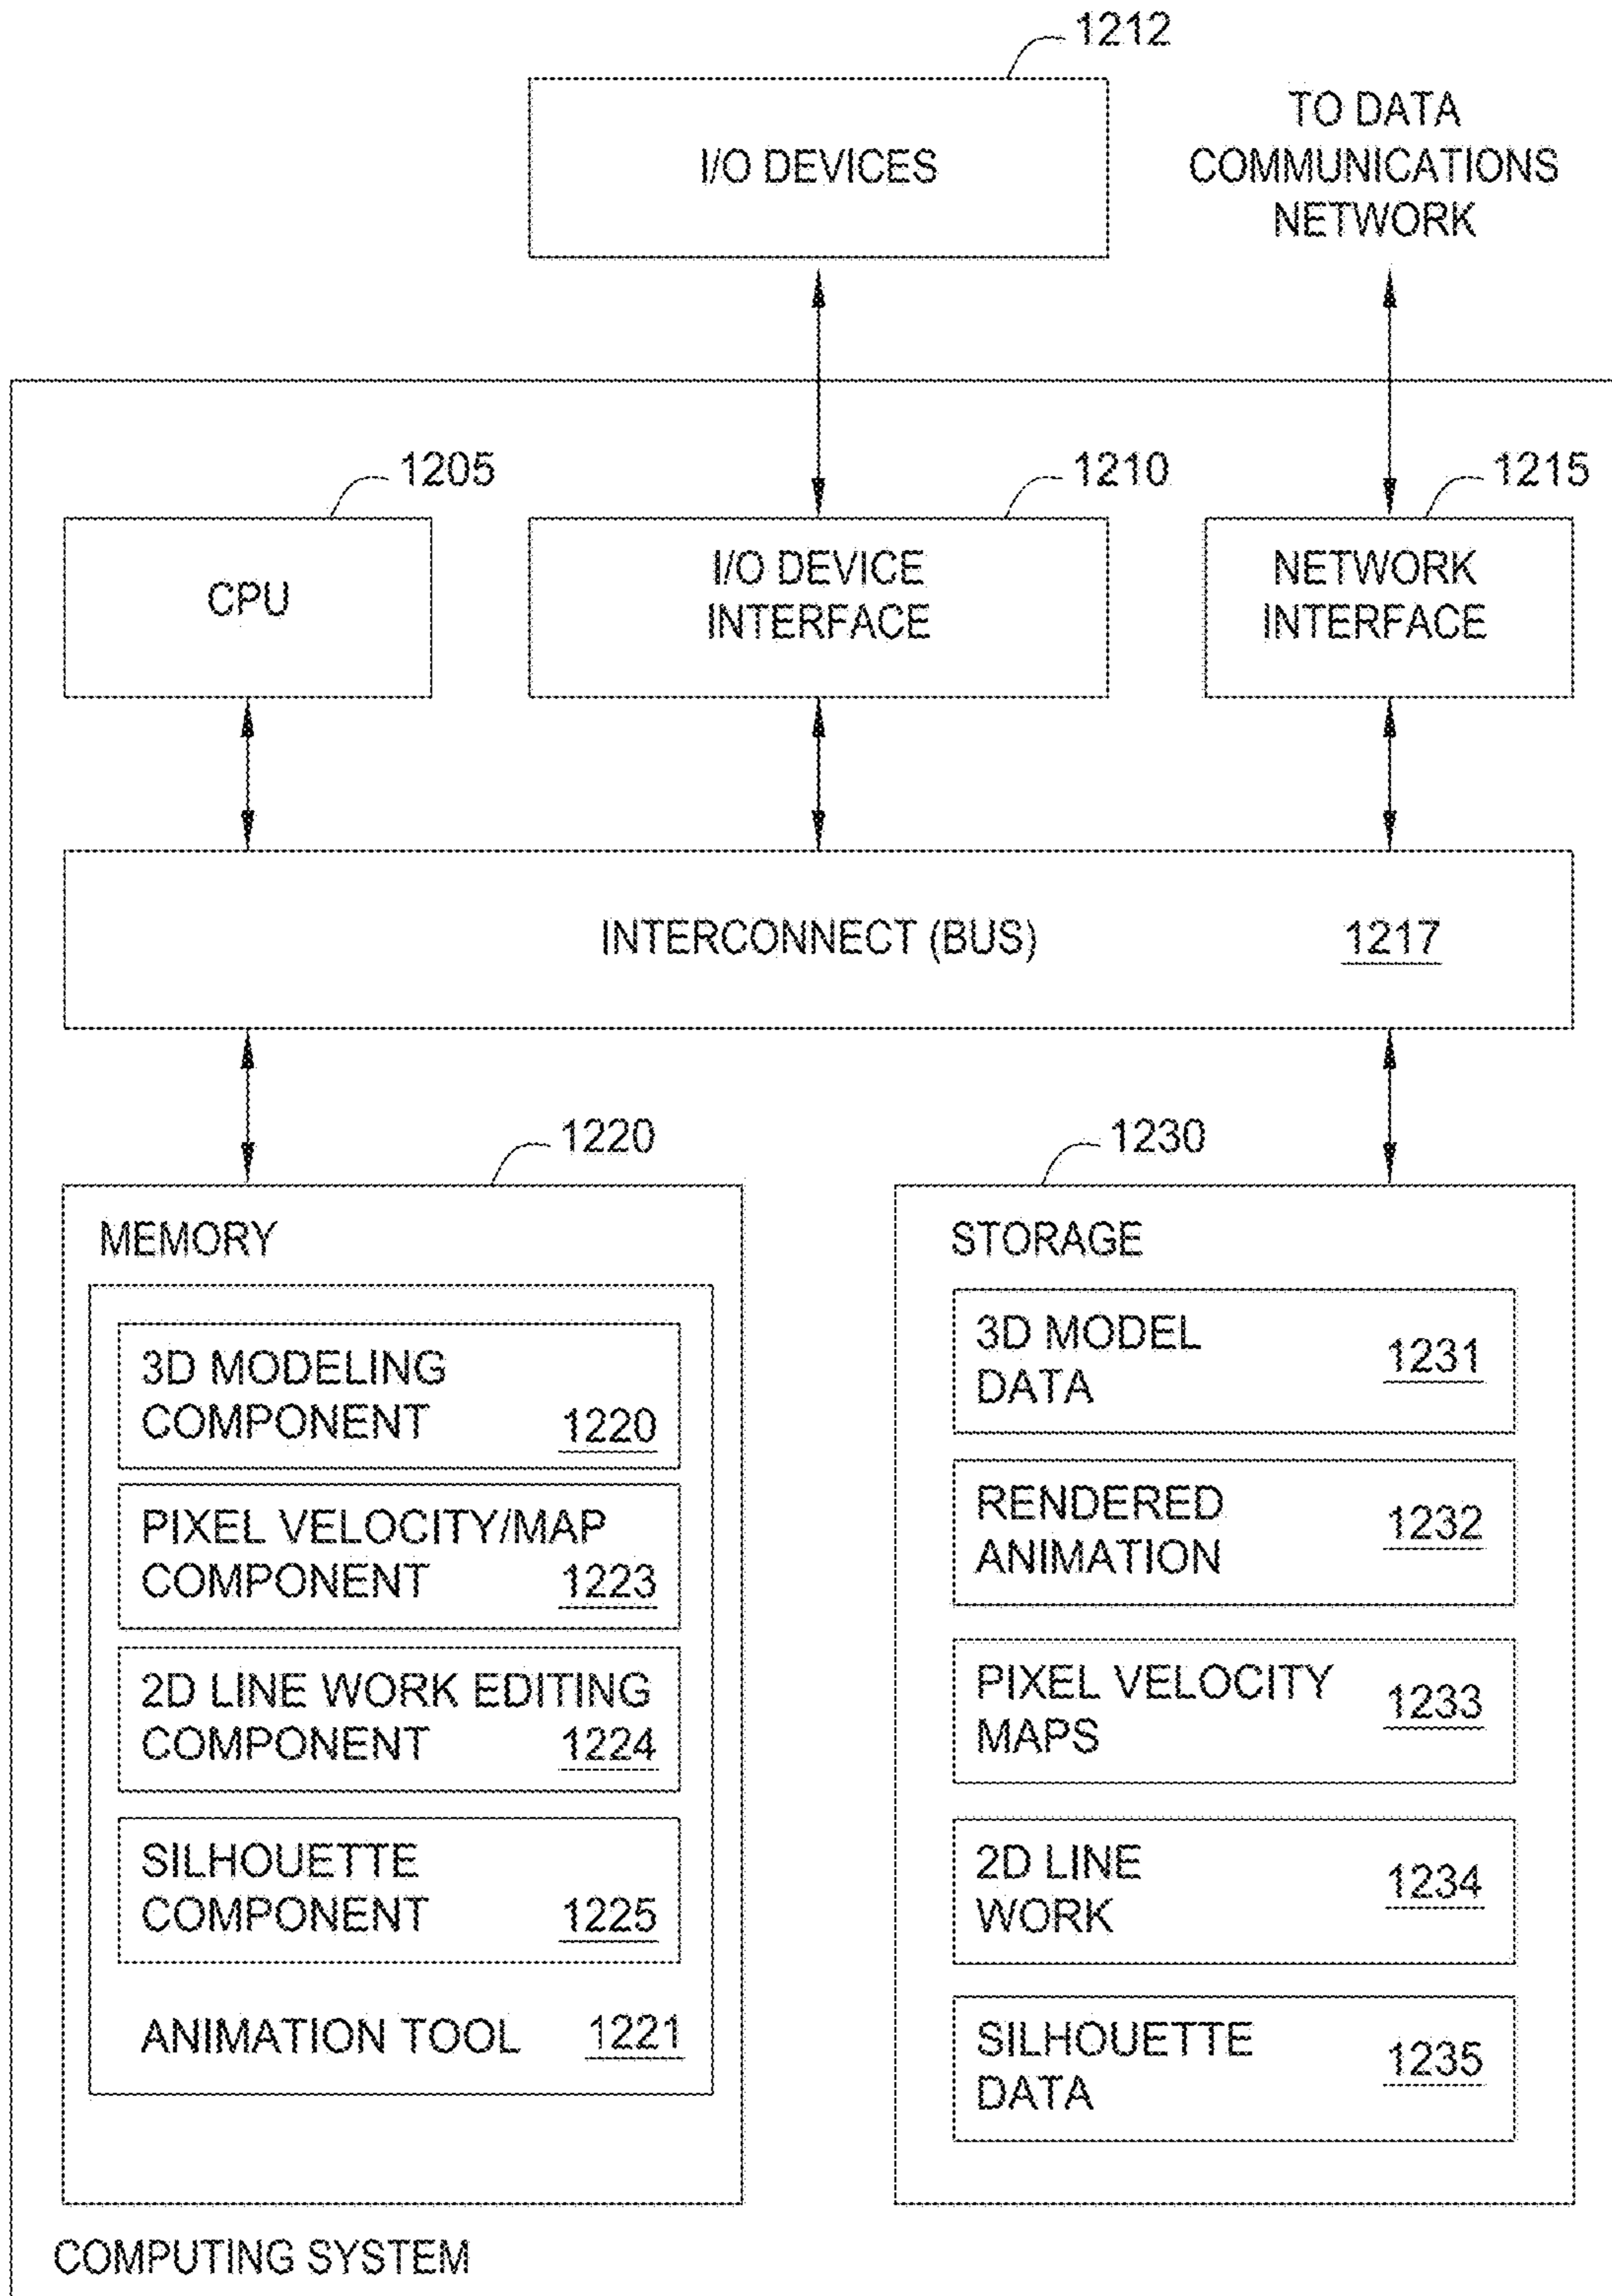 1212
I/O DEVICES
TO DATA
COMMUNICATIONS
NETWORK
1205
1210
1215
CPU
I/O DEVICE
INTERFACE
NETWORK
INTERFACE
INTERCONNECT (BUS)
1217
1220
1230
MEMORY
3D MODELING
COMPONENT 1220
PIXEL VELOCITY/MAP
COMPONENT 1223
2D LINE WORK EDITING
COMPONENT 1224
SILHOUETTE
COMPONENT 1225
ANIMATION TOOL 1221
STORAGE
3D MODEL
DATA
1231
RENDERED
ANIMATION
1232
PIXEL VELOCITY
MAPS
1233
2D LINE
WORK
1234
SILHOUETTE
DATA
1235
COMPUTING SYSTEM